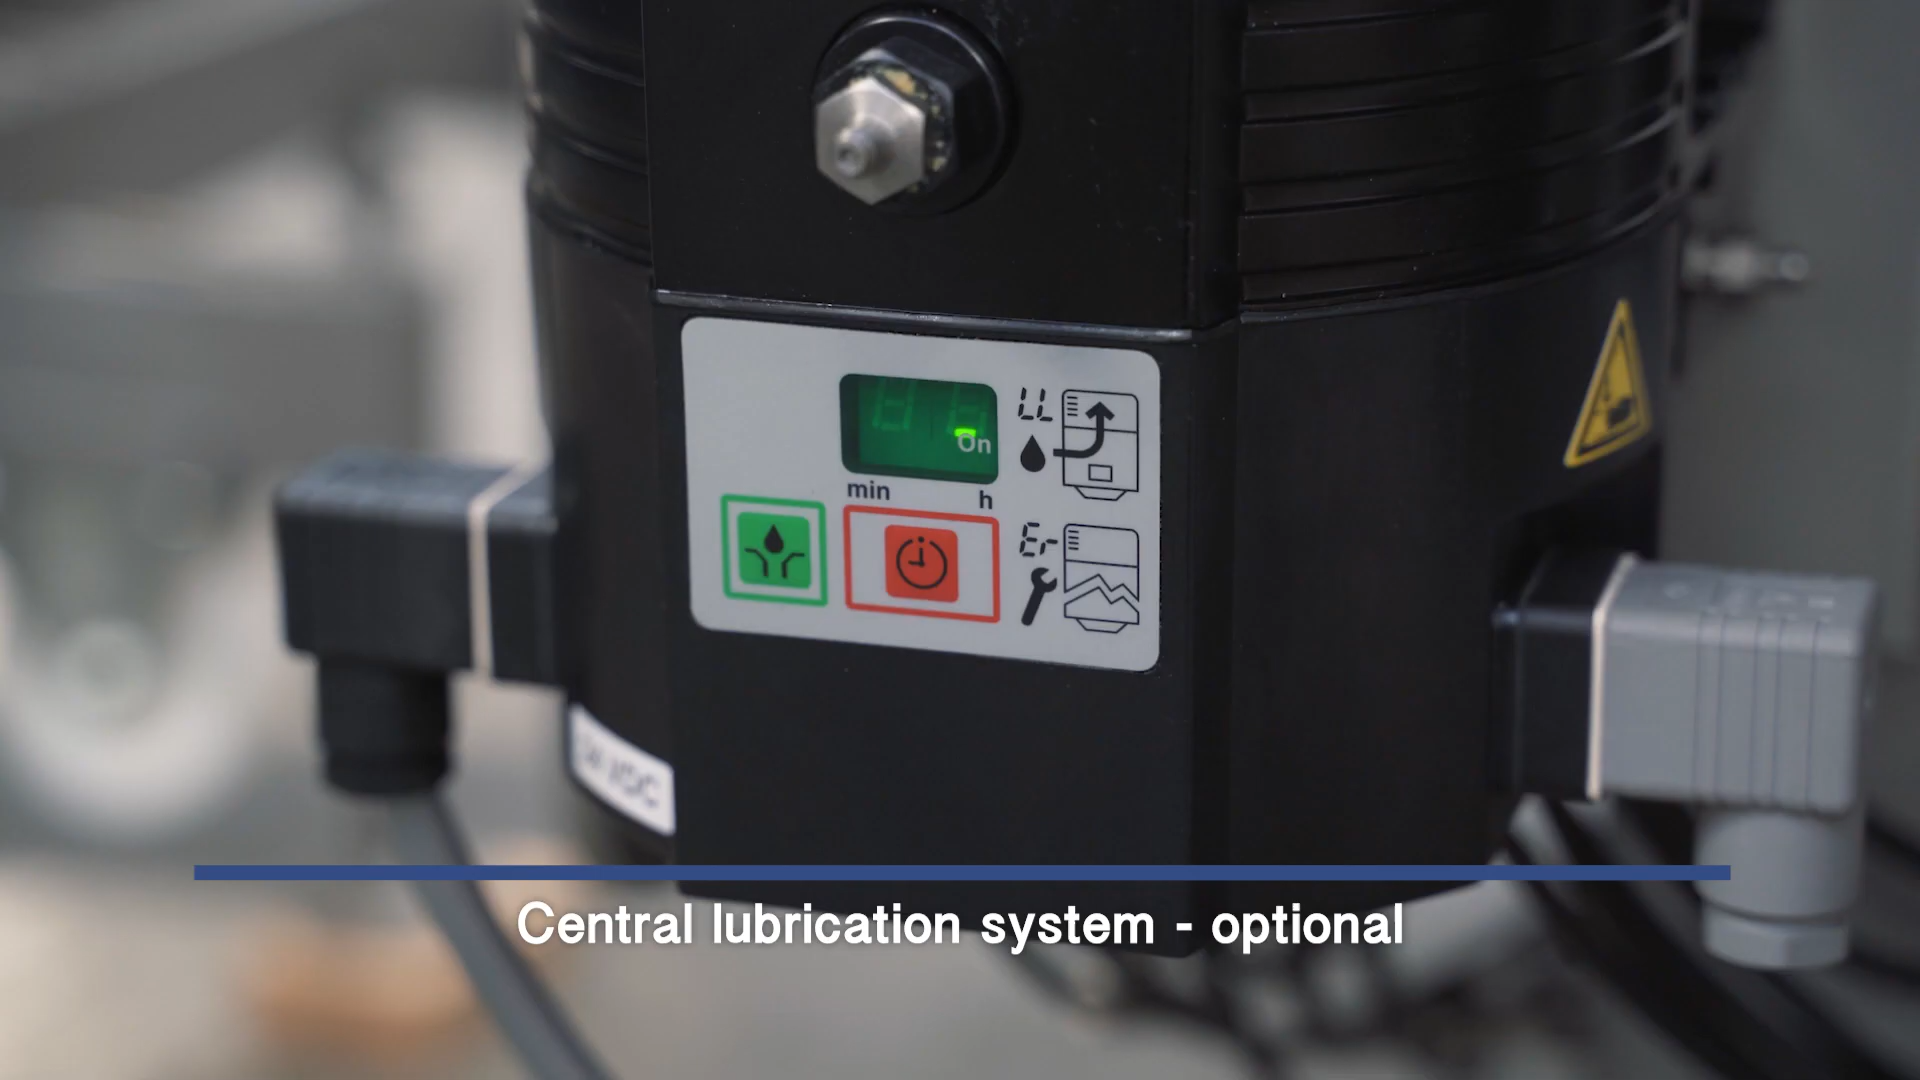 LL
On
min h
Er
Central lubrication system - optional